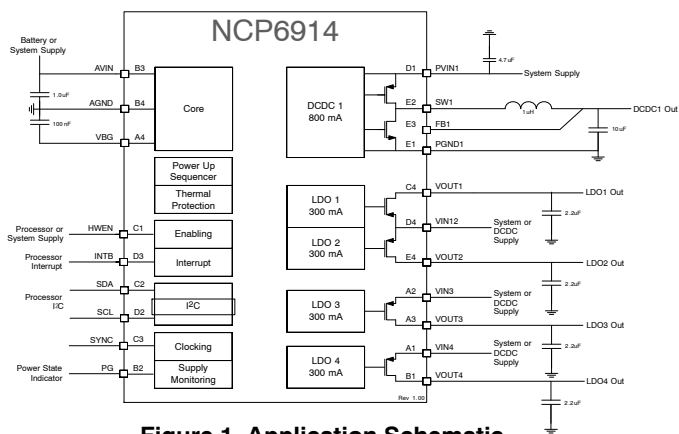 NCP6914
Battery or
System Supply
AVIN
B3
1.0uF
AGND
B4
100 nF
VBG
A4
Core
Power Up
Sequencer
Thermal
Protection
Processor or
System Supply
HWEN
C1
Enabling
Processor
Interrupt
INTB
D3
Interrupt
Processor
I²C
SDA
C2
SCL
D2
I²C
SYNC
C3
Clocking
Power State
Indicator
PG
B2
Supply
Monitoring
DCDC 1
800 mA
D1
PVIN1
4.7uF
System Supply
E2
SW1
1uH
DCDC1 Out
E3
FB1
10uF
E1
PGND1
LDO 1
300 mA
C4
VOUT1
LDO1 Out
2.2uF
D4
VIN12
System or
DCDC
Supply
LDO 2
300 mA
E4
VOUT2
LDO2 Out
2.2uF
LDO 3
300 mA
A2
VIN3
System or
DCDC
Supply
A3
VOUT3
LDO3 Out
2.2uF
LDO 4
300 mA
A1
VIN4
System or
DCDC
Supply
B1
VOUT4
LDO4 Out
2.2uF
Rev 1.00
Figure 1. Application Schematic